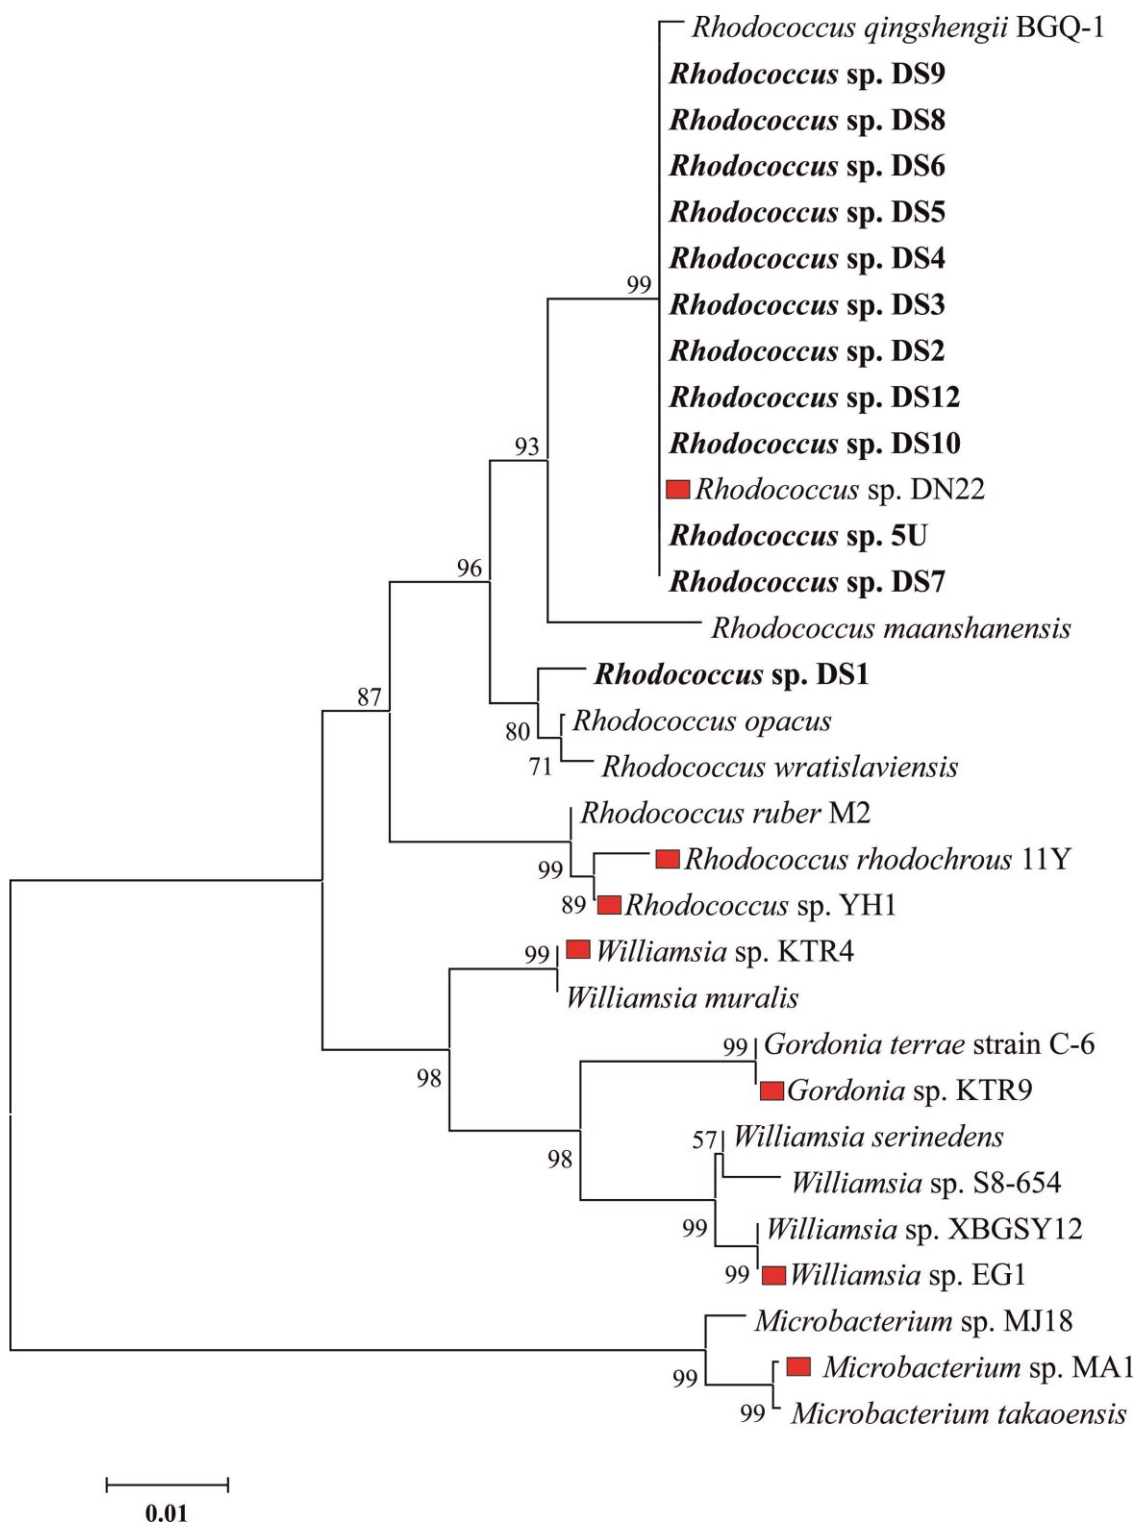 Rhodococcus qingshengii BGQ-1
Rhodococcus sp. DS9
Rhodococcus sp. DS8
Rhodococcus sp. DS6
Rhodococcus sp. DS5
Rhodococcus sp. DS4
99
Rhodococcus sp. DS3
Rhodococcus sp. DS2
Rhodococcus sp. DS12
93
Rhodococcus sp. DS10
Rhodococcus sp. DN22
Rhodococcus sp. 5U
96
Rhodococcus sp. DS7
Rhodococcus maanshanensis
Rhodococcus sp. DS1
87
Rhodococcus opacus
80
Rhodococcus wratislaviensis
71
Rhodococcus ruber M2
Rhodococcus rhodochrous 11Y
99
Rhodococcus sp. YH1
89
Williamsia sp. KTR4
99
Williamsia muralis
Gordonia terrae strain C-6
99
98
Gordonia sp. KTR9
Williamsia serinedens
57
98
Williamsia sp. S8-654
Williamsia sp. XBGSY12
99
Williamsia sp. EG1
99
Microbacterium sp. MJ18
Microbacterium sp. MA1
99
Microbacterium takaoensis
99
0.01